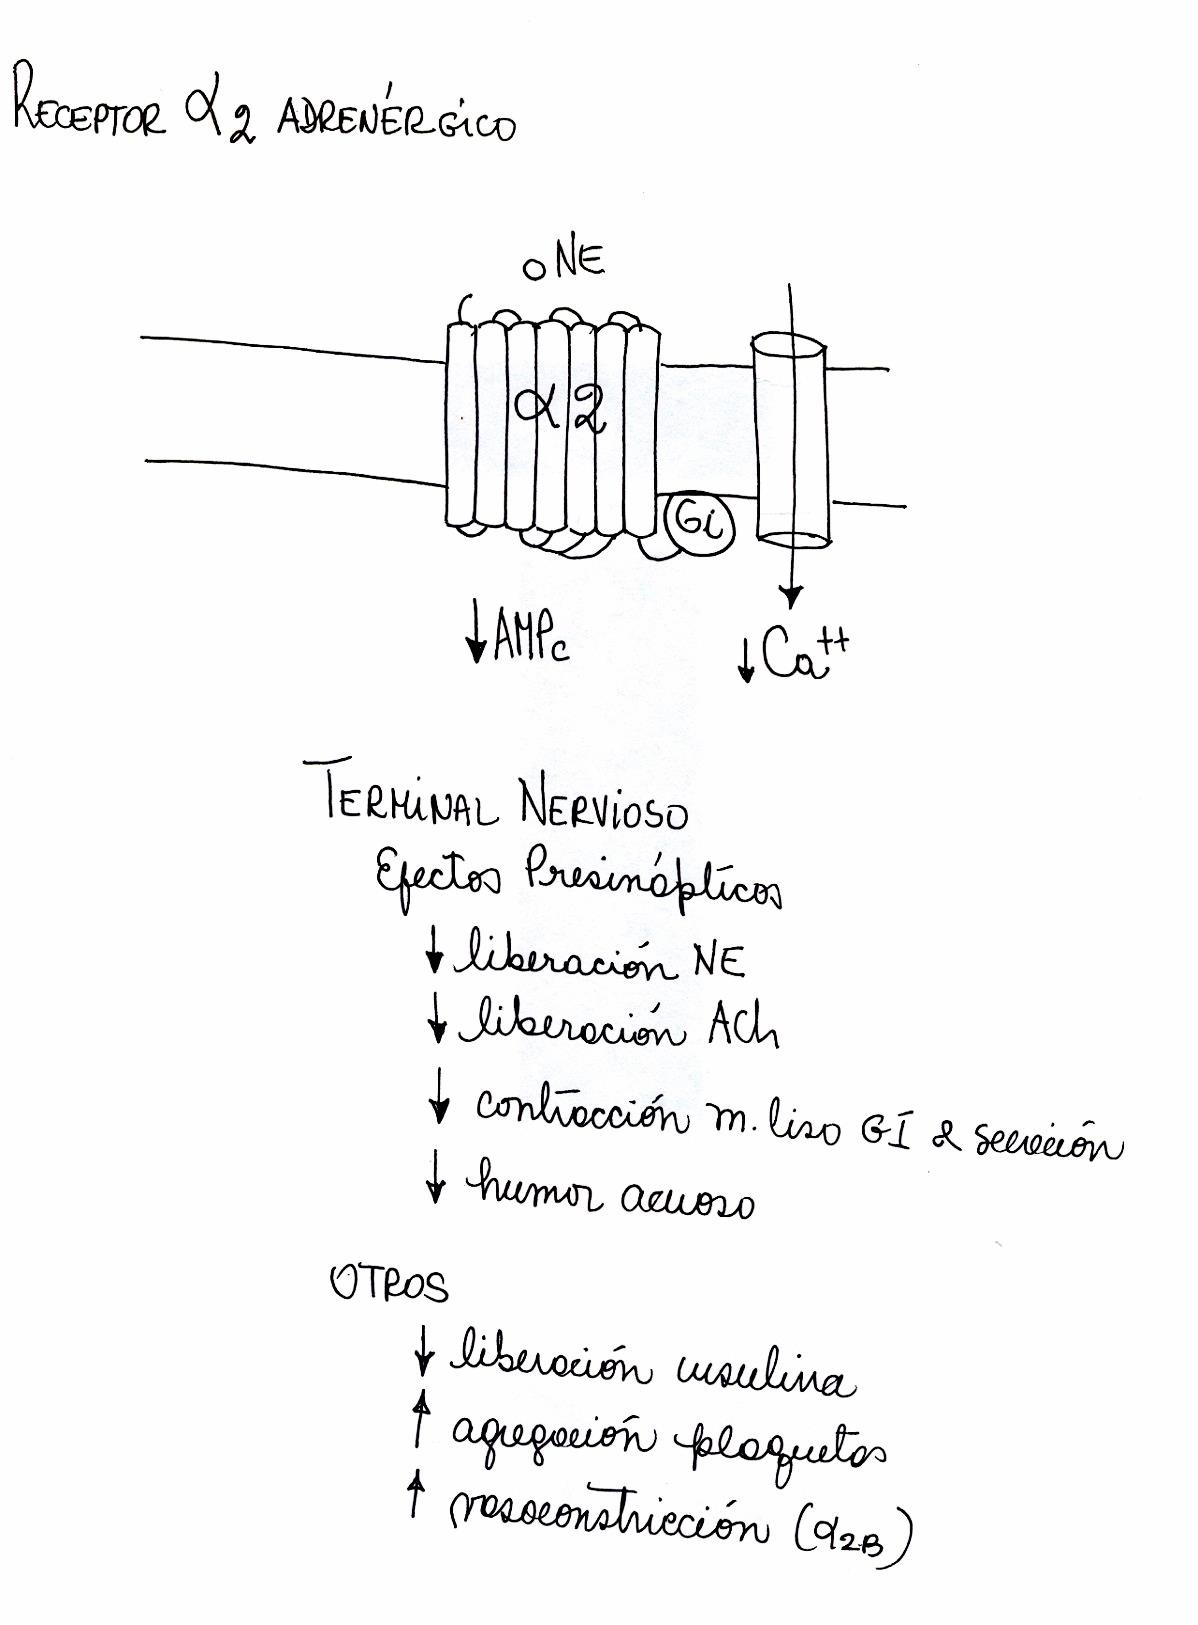 RECEPTOR α2 ADRENÉRGICO
NE
α2
Gi
↓AMPc
↓Ca++
TERMINAL NERVIOSO
Efectos Presinápticos
↓ liberación NE
↓ liberación ACh
↓ contracción m. liso GI & secreción
↓ humor acuoso
OTROS
↓ liberación insulina
↑ agregación plaquetas
↑ vasoconstricción (α2B)